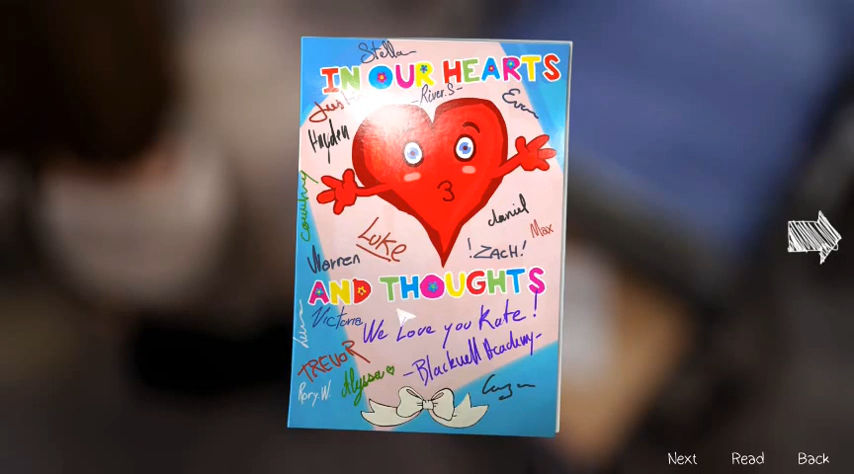 Stella
IN OUR HEARTS
River.S
Evan
Hayden
Courtney
daniel
Luke
Max
!ZACH!
Warren
AND THOUGHTS
Victoria
We Love you Kate!
-Blackwell Academy-
TREVOR
Alyssa
Rory.W.
Next Read Back